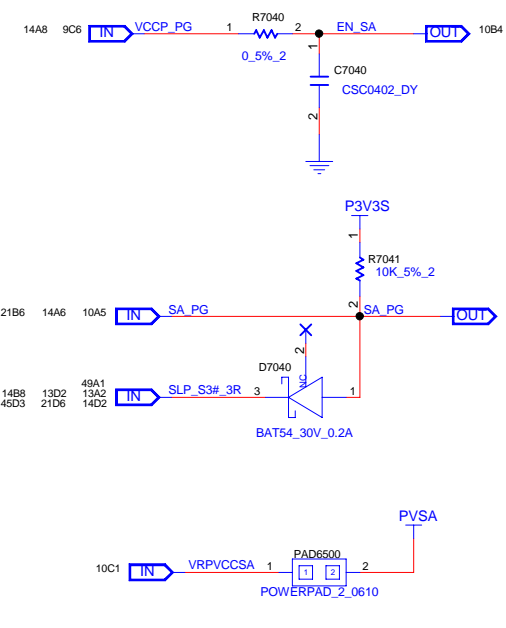 14A8 9C6 IN VCCP_PG 1 R7040 2 EN_SA OUT 10B4
0_5%_2
1
C7040
CSC0402_DY
2
P3V3S
1
R7041
10K_5%_2
2
21B6 14A6 10A5 IN SA_PG SA_PG OUT
2
NC
D7040
49A1
14B8 13D2 13A2 IN SLP_S3#_3R 3 1
45D3 21D6 14D2
BAT54_30V_0.2A
PVSA
PAD6500
10C1 IN VRPVCCSA 1 1 2 2
POWERPAD_2_0610